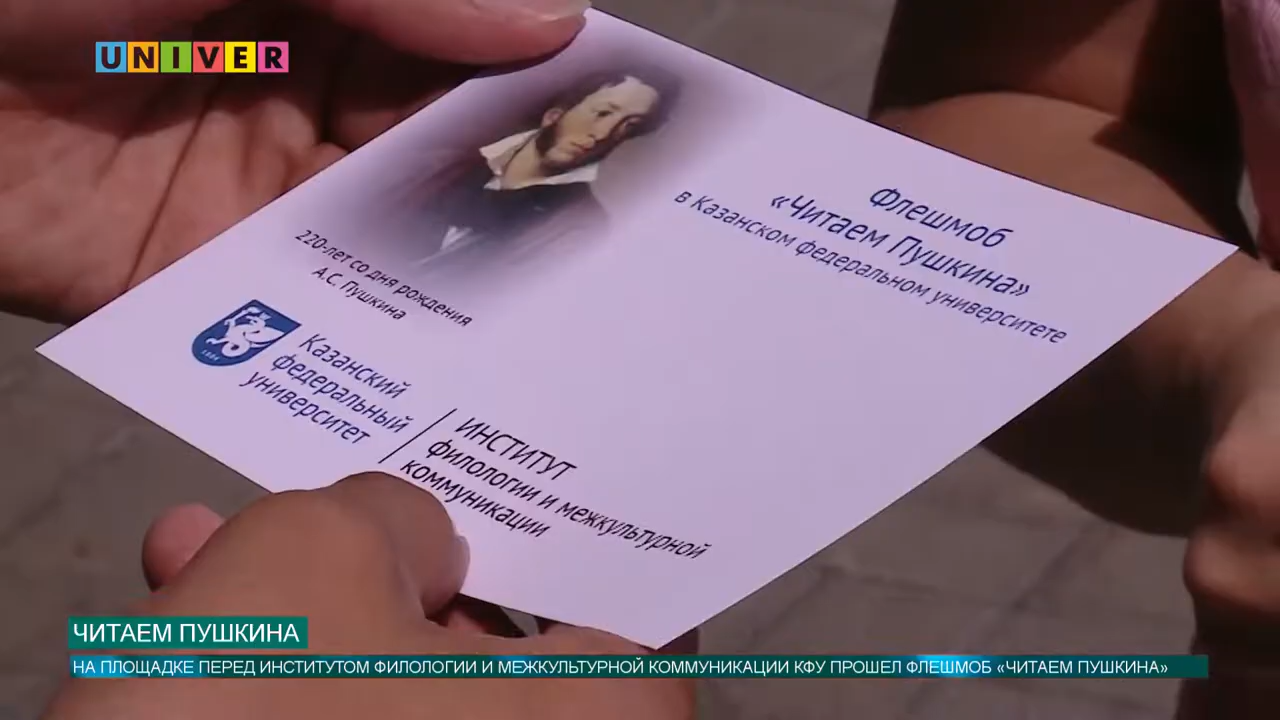 UNIVER
Флешмоб
«Читаем Пушкина»
в Казанском федеральном университете
220-лет со дня рождения
А.С. Пушкина
1804
Казанский
федеральный
университет
ИНСТИТУТ
филологии и межкультурной
коммуникации
ЧИТАЕМ ПУШКИНА
НА ПЛОЩАДКЕ ПЕРЕД ИНСТИТУТОМ ФИЛОЛОГИИ И МЕЖКУЛЬТУРНОЙ КОММУНИКАЦИИ КФУ ПРОШЕЛ ФЛЕШМОБ «ЧИТАЕМ ПУШКИНА»